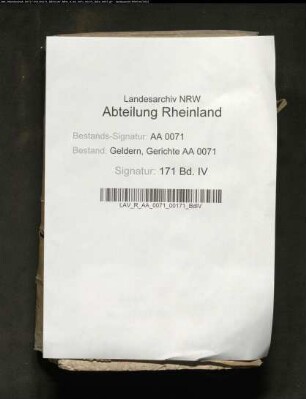 Landesarchiv NRW
Abteilung Rheinland
Bestands-Signatur: AA 0071
Bestand: Geldern, Gerichte AA 0071
Signatur: 171 Bd. IV
LAV_R_AA_0071_00171_BdIV